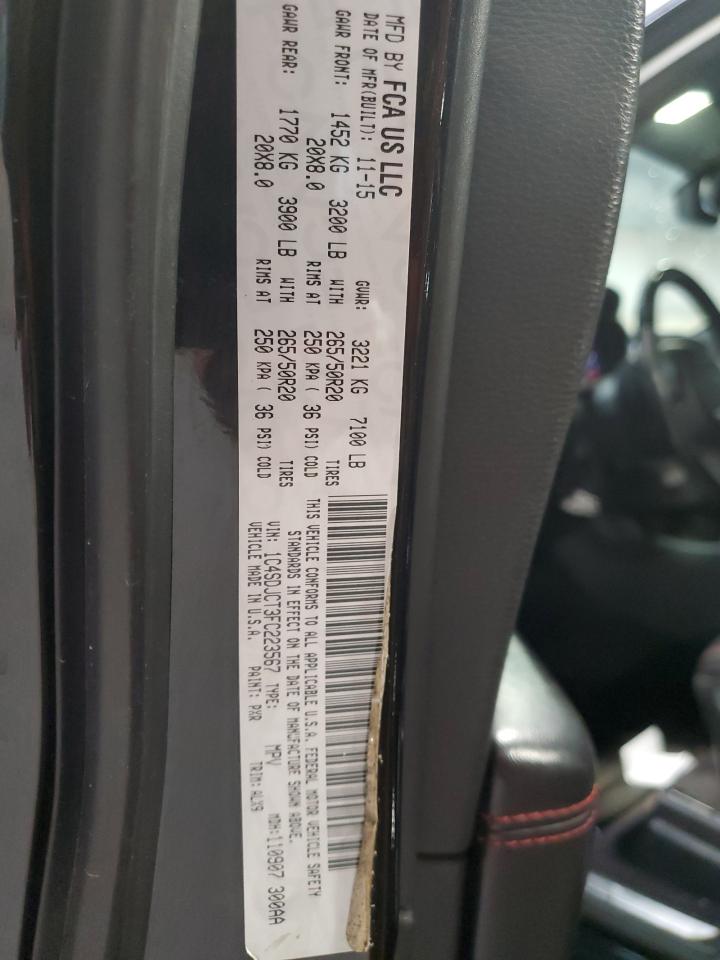 MFD BY FCA US LLC
DATE OF MFR(BUILT): 11-15 GVWR: 3221 KG 7100 LB
GAWR FRONT: 1452 KG 3200 LB WITH 265/50R20 TIRES
20X8.0 RIMS AT 250 KPA ( 36 PSI) COLD
GAWR REAR: 1770 KG 3900 LB WITH 265/50R20 TIRES
20X8.0 RIMS AT 250 KPA ( 36 PSI) COLD
THIS VEHICLE CONFORMS TO ALL APPLICABLE U.S.A. FEDERAL MOTOR VEHICLE SAFETY
STANDARDS IN EFFECT ON THE DATE OF MANUFACTURE SHOWN ABOVE.
VIN: 1C4SDJCT3FC223567 TYPE: MPV MDH:110907 300AA
VEHICLE MADE IN U.S.A. PAINT: PXR TRIM:ALX9